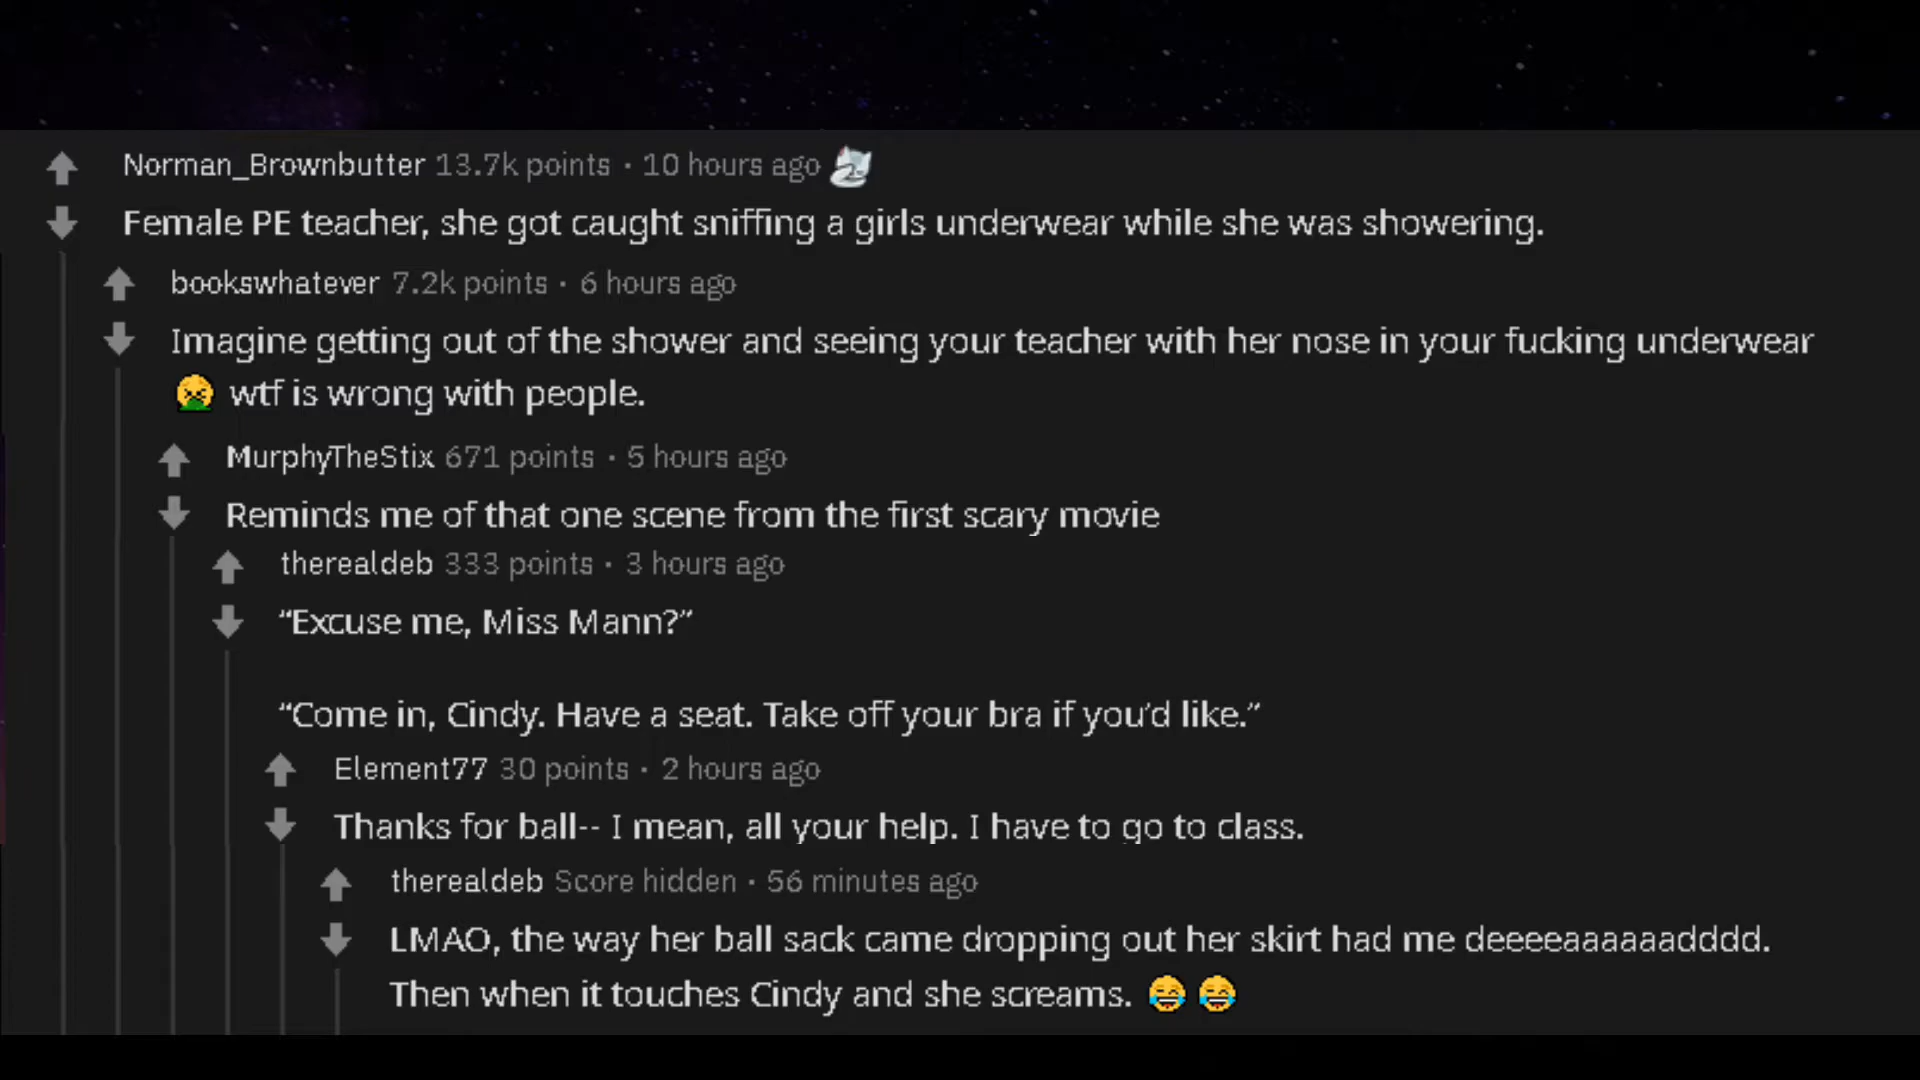 Norman_Brownbutter 13.7k points · 10 hours ago
Female PE teacher, she got caught sniffing a girls underwear while she was showering.
bookswhatever 7.2k points · 6 hours ago
Imagine getting out of the shower and seeing your teacher with her nose in your fucking underwear
🤮 wtf is wrong with people.
MurphyTheStix 671 points · 5 hours ago
Reminds me of that one scene from the first scary movie
therealdeb 333 points · 3 hours ago
“Excuse me, Miss Mann?”
“Come in, Cindy. Have a seat. Take off your bra if you’d like.”
Element77 30 points · 2 hours ago
Thanks for ball-- I mean, all your help. I have to go to class.
therealdeb Score hidden · 56 minutes ago
LMAO, the way her ball sack came dropping out her skirt had me deeeeaaaaaadddd.
Then when it touches Cindy and she screams. 😂 😂